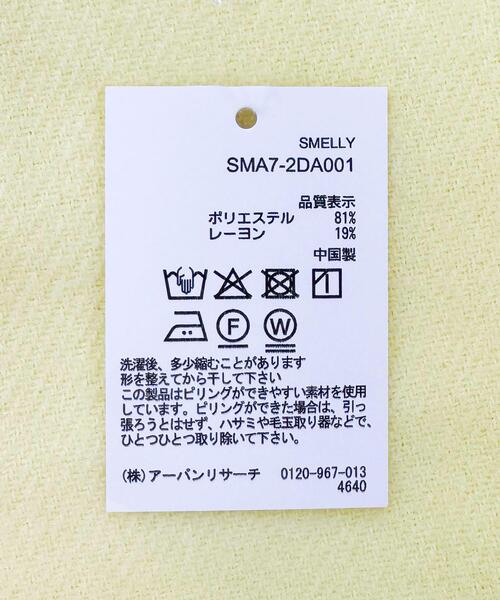 SMELLY
SMA7-2DA001
品質表示
ポリエステル 81%
レーヨン 19%
中国製
F W
洗濯後、多少縮むことがあります
形を整えてから干して下さい
この製品はピリングができやすい素材を使用
しています。ピリングができた場合は、引っ
張ろうとはせず、ハサミや毛玉取り器などで、
ひとつひとつ取り除いて下さい。
(株)アーバンリサーチ 0120-967-013
4640